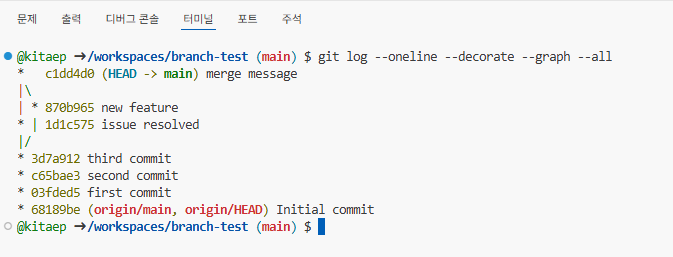 문제 출력 디버그 콘솔 터미널 포트 주석
@kitaep ➜/workspaces/branch-test (main) $ git log --oneline --decorate --graph --all
*   c1dd4d0 (HEAD -> main) merge message
|\
| * 870b965 new feature
* | 1d1c575 issue resolved
|/
* 3d7a912 third commit
* c65bae3 second commit
* 03fded5 first commit
* 68189be (origin/main, origin/HEAD) Initial commit
@kitaep ➜/workspaces/branch-test (main) $